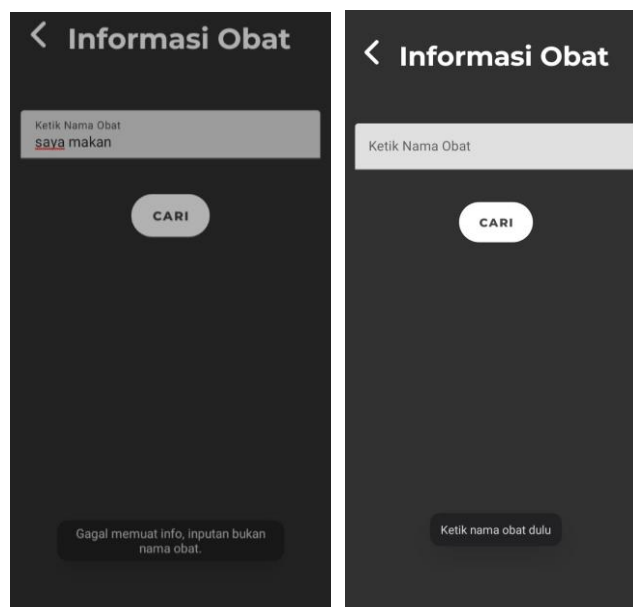 Informasi Obat
Ketik Nama Obat
saya makan
CARI
Gagal memuat info, inputan bukan
nama obat.
Informasi Obat
Ketik Nama Obat
CARI
Ketik nama obat dulu